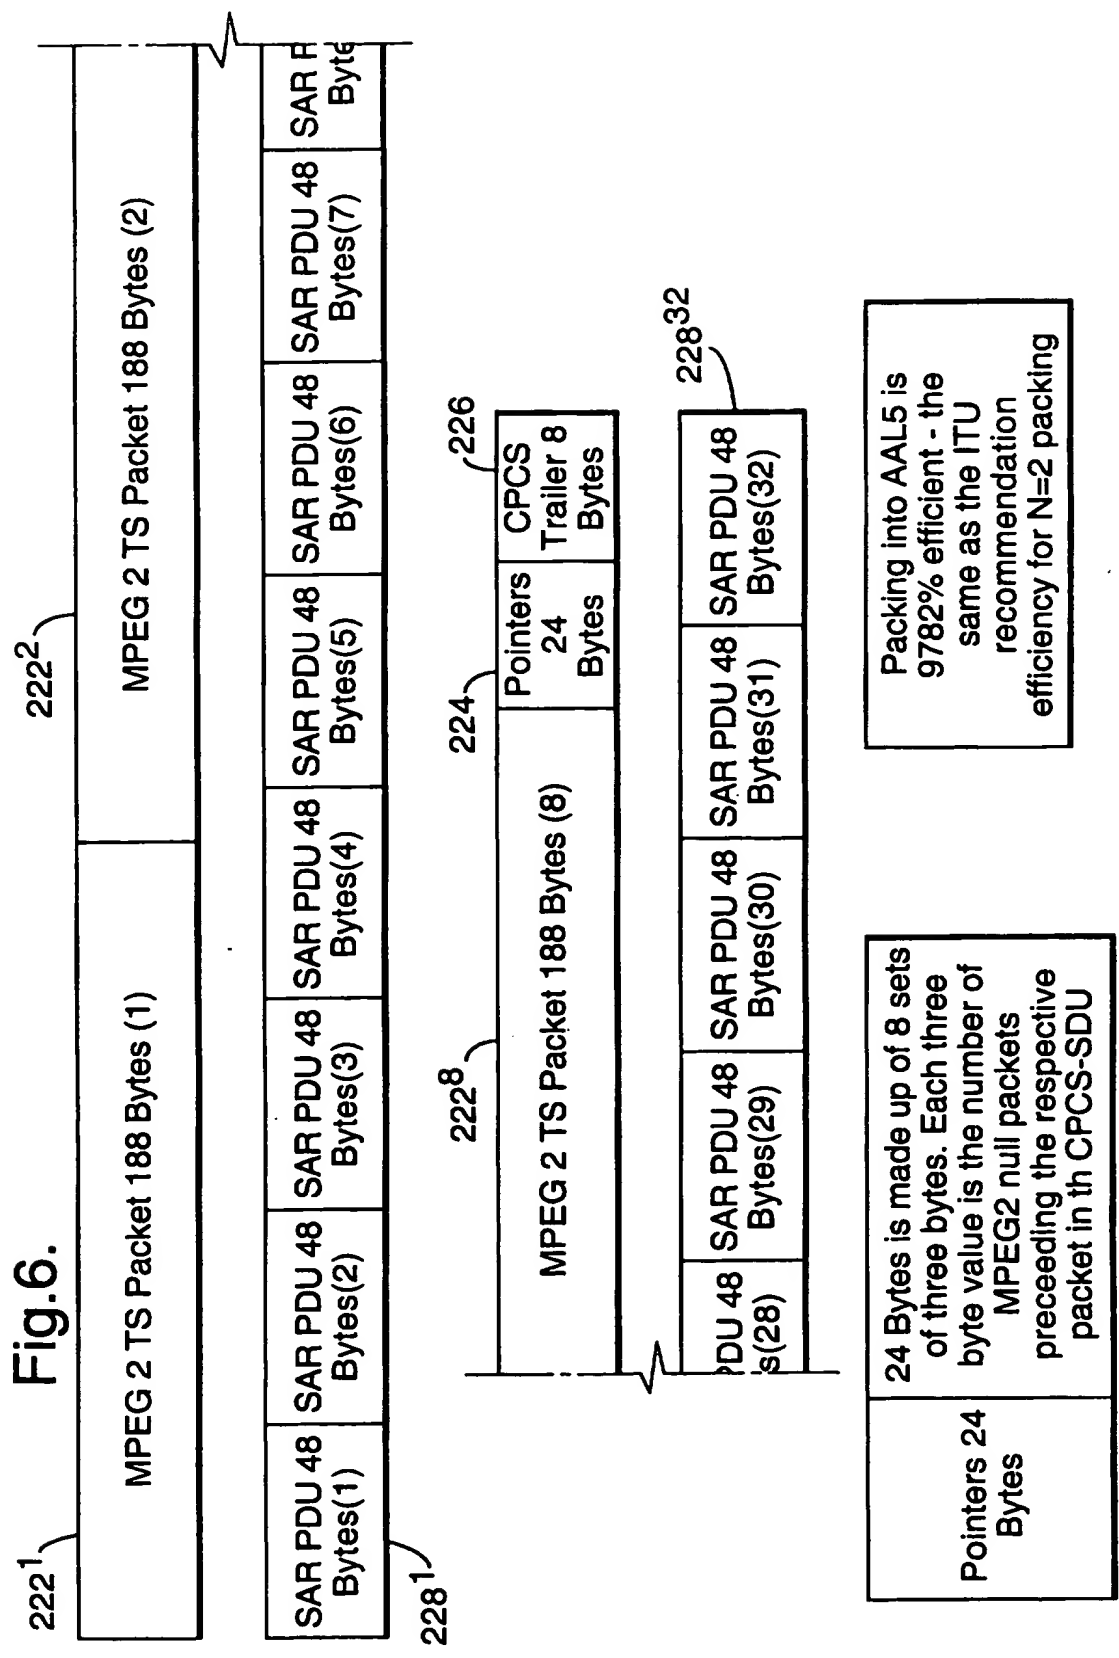 Fig.6.
222¹
222²
MPEG 2 TS Packet 188 Bytes (1)
MPEG 2 TS Packet 188 Bytes (2)
SAR PDU 48
Bytes(1)
SAR PDU 48
Bytes(2)
SAR PDU 48
Bytes(3)
SAR PDU 48
Bytes(4)
SAR PDU 48
Bytes(5)
SAR PDU 48
Bytes(6)
SAR PDU 48
Bytes(7)
SAR P
Byte
228¹
222⁸
224
226
MPEG 2 TS Packet 188 Bytes (8)
Pointers
24
Bytes
CPCS
Trailer 8
Bytes
PDU 48
s(28)
SAR PDU 48
Bytes(29)
SAR PDU 48
Bytes(30)
SAR PDU 48
Bytes(31)
SAR PDU 48
Bytes(32)
228³²
Pointers 24
Bytes
24 Bytes is made up of 8 sets
of three bytes. Each three
byte value is the number of
MPEG2 null packets
preceeding the respective
packet in th CPCS-SDU
Packing into AAL5 is
9782% efficient - the
same as the ITU
recommendation
efficiency for N=2 packing